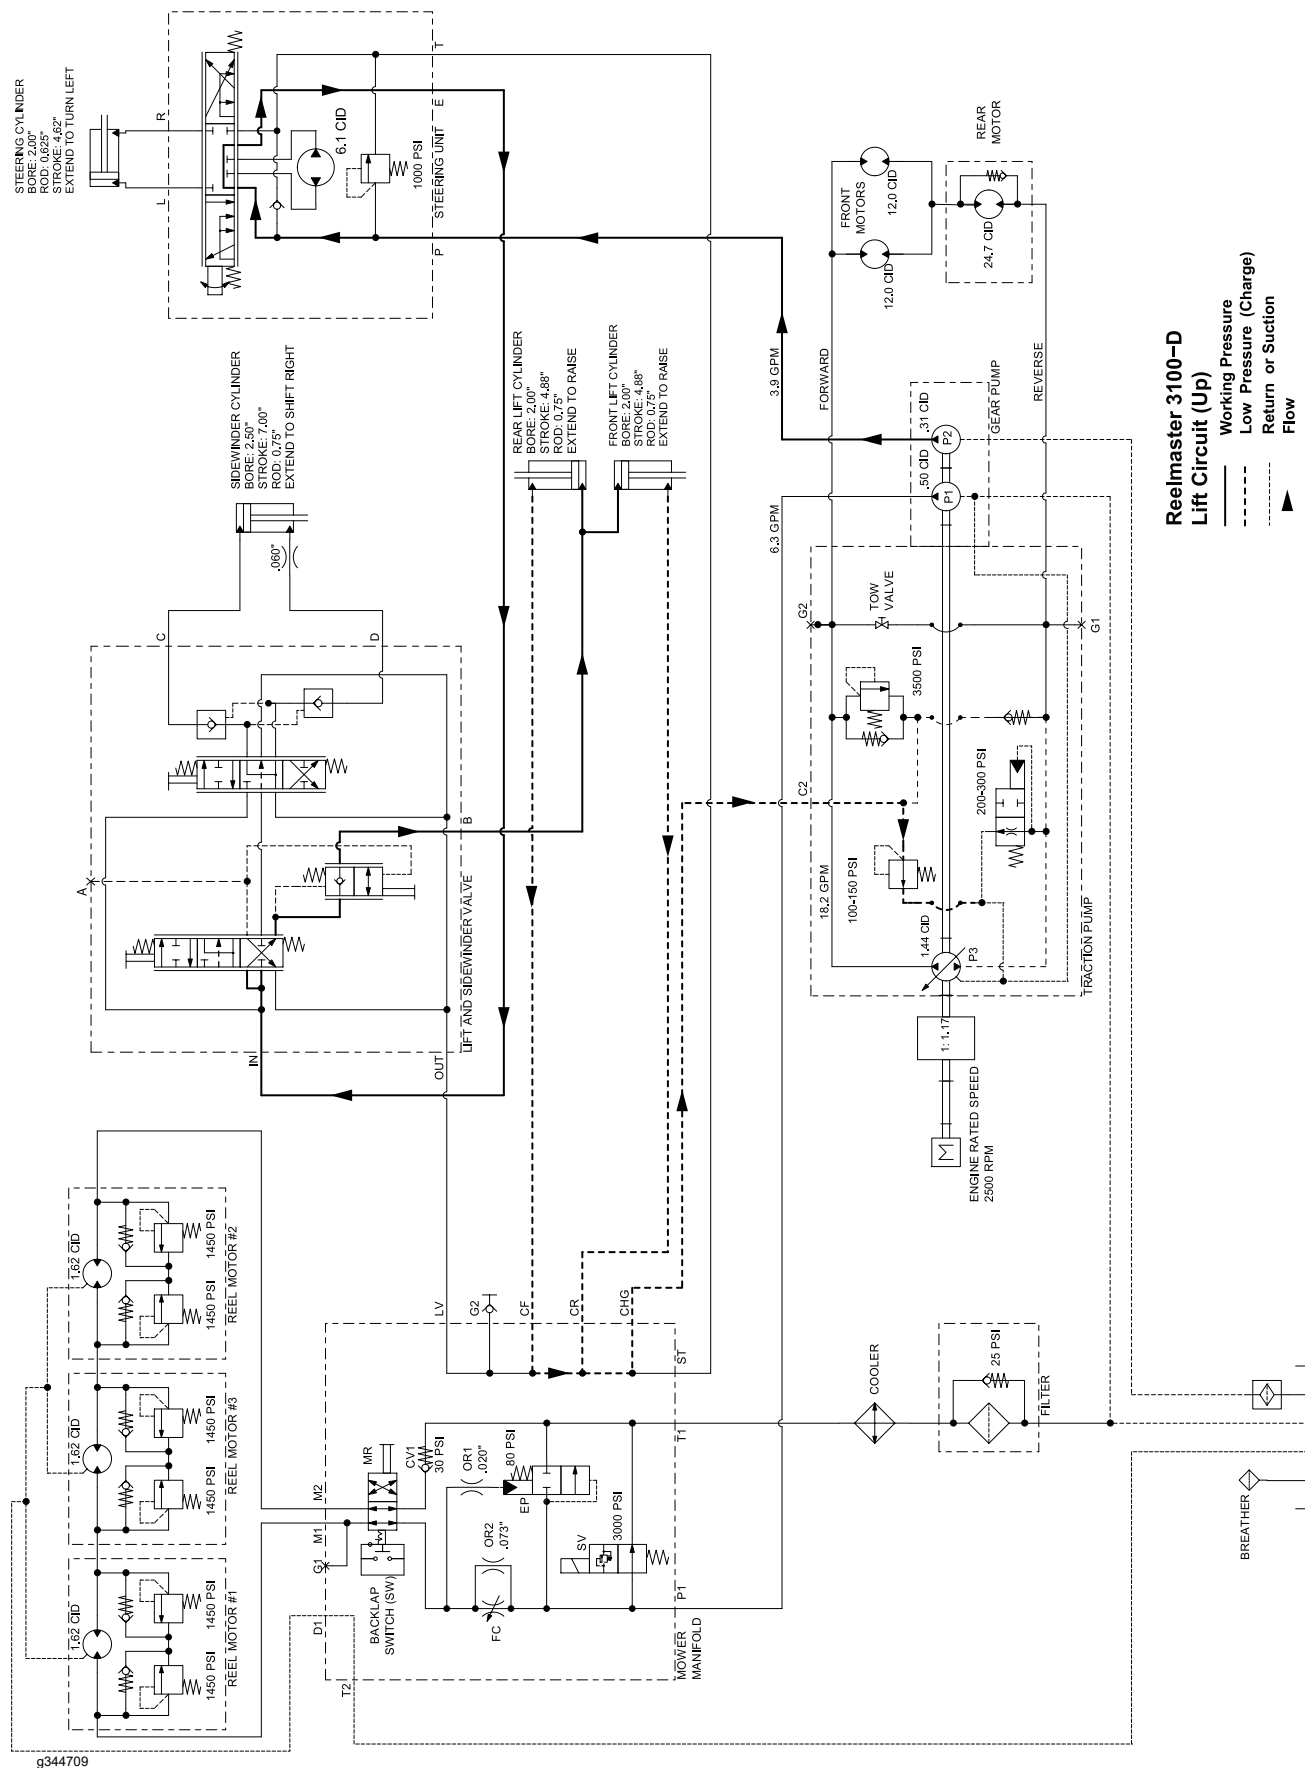 Reelmaster 3100-D
Lift Circuit (Up)
Working Pressure
Low Pressure (Charge)
Return or Suction
Flow
STEERING CYLINDER
BORE: 2.00"
ROD: 0.625"
STROKE: 4.62"
EXTEND TO TURN LEFT
L
R
6.1 CID
1000 PSI
STEERING UNIT
P
E
T
SIDEWINDER CYLINDER
BORE: 2.50"
STROKE: 7.00"
ROD: 0.75"
EXTEND TO SHIFT RIGHT
.060"
C
D
A
B
IN
OUT
LIFT AND SIDEWINDER VALVE
REAR LIFT CYLINDER
BORE: 2.00"
STROKE: 4.88"
ROD: 0.75"
EXTEND TO RAISE
FRONT LIFT CYLINDER
BORE: 2.00"
STROKE: 4.88"
ROD: 0.75"
EXTEND TO RAISE
REAR
MOTOR
24.7 CID
FRONT
MOTORS
12.0 CID
12.0 CID
FORWARD
REVERSE
3.9 GPM
6.3 GPM
GEAR PUMP
.31 CID
.50 CID
P2
P1
G2
TOW
VALVE
G1
3500 PSI
C2
200-300 PSI
100-150 PSI
18.2 GPM
1.44 CID
P3
TRACTION PUMP
1: 1.17
M
ENGINE RATED SPEED
2500 RPM
1.62 CID
1450 PSI
1450 PSI
REEL MOTOR #2
1.62 CID
1450 PSI
1450 PSI
REEL MOTOR #3
1.62 CID
1450 PSI
1450 PSI
REEL MOTOR #1
LV
G2
CF
CR
CHG
ST
M2
M1
G1
D1
T2
MR
CV1
30 PSI
OR1
.020"
80 PSI
EP
OR2
.073"
SV
3000 PSI
FC
BACKLAP
SWITCH (SW)
P1
T1
MOWER
MANIFOLD
COOLER
25 PSI
FILTER
BREATHER
g344709